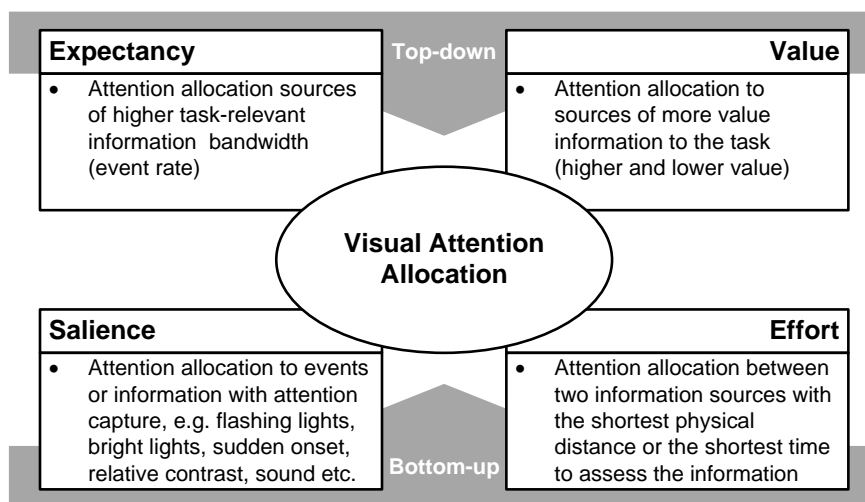 Top-down
Expectancy
• Attention allocation sources
of higher task-relevant
information bandwidth
(event rate)
Value
• Attention allocation to
sources of more value
information to the task
(higher and lower value)
Visual Attention
Allocation
Salience
• Attention allocation to events
or information with attention
capture, e.g. flashing lights,
bright lights, sudden onset,
relative contrast, sound etc.
Effort
• Attention allocation between
two information sources with
the shortest physical
distance or the shortest time
to assess the information
Bottom-up